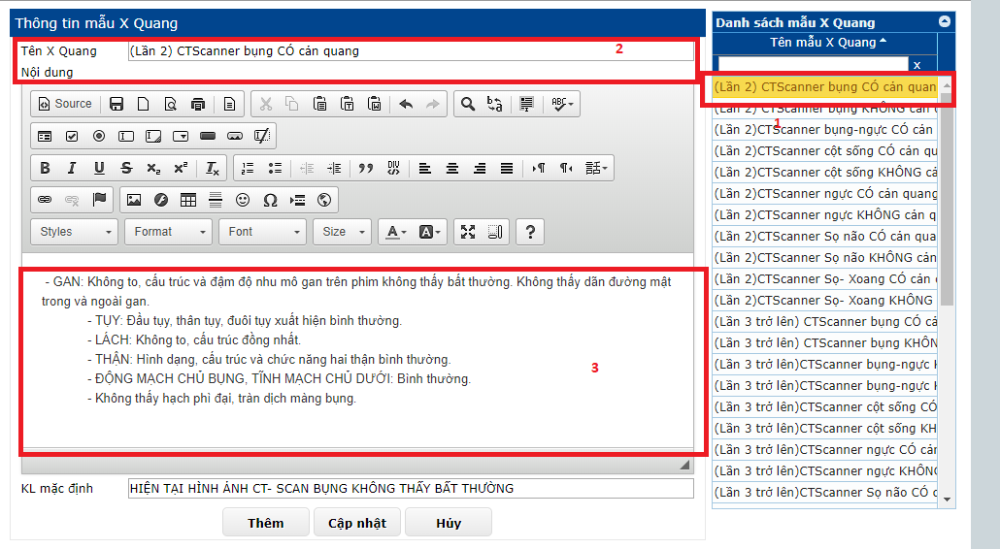 Thông tin mẫu X Quang
Tên X Quang
(Lần 2) CTScanner bụng CÓ cản quang
2
Nội dung
Source
ABC
B I U S x₂ x² Iₓ
DIV
Styles
Format
Font
Size
A
A
?
- GAN: Không to, cấu trúc và đậm độ nhu mô gan trên phim không thấy bất thường. Không thấy dãn đường mật
trong và ngoài gan.
- TỤY: Đầu tụy, thân tụy, đuôi tụy xuất hiện bình thường.
- LÁCH: Không to, cấu trúc đồng nhất.
- THẬN: Hình dạng, cấu trúc và chức năng hai thận bình thường.
- ĐỘNG MẠCH CHỦ BỤNG, TĨNH MẠCH CHỦ DƯỚI: Bình thường.
- Không thấy hạch phì đại, tràn dịch màng bụng.
3
KL mặc định
HIỆN TẠI HÌNH ẢNH CT- SCAN BỤNG KHÔNG THẤY BẤT THƯỜNG
Thêm
Cập nhật
Hủy
Danh sách mẫu X Quang
Tên mẫu X Quang
x
(Lần 2) CTScanner bụng CÓ cản quan
(Lần 2) CTScanner bụng KHÔNG cản
1
(Lần 2)CTScanner bụng-ngực CÓ cản
(Lần 2)CTScanner cột sống CÓ cản qu
(Lần 2)CTScanner cột sống KHÔNG cả
(Lần 2)CTScanner ngực CÓ cản quang
(Lần 2)CTScanner ngực KHÔNG cản q
(Lần 2)CTScanner Sọ não CÓ cản qua
(Lần 2)CTScanner Sọ não KHÔNG cản
(Lần 2)CTScanner Sọ- Xoang CÓ cản
(Lần 2)CTScanner Sọ- Xoang KHÔNG
(Lần 3 trở lên) CTScanner bụng CÓ cả
(Lần 3 trở lên) CTScanner bụng KHÔN
(Lần 3 trở lên)CTScanner bụng-ngực
(Lần 3 trở lên)CTScanner bụng-ngực
(Lần 3 trở lên)CTScanner cột sống CÓ
(Lần 3 trở lên)CTScanner cột sống KH
(Lần 3 trở lên)CTScanner ngực CÓ cản
(Lần 3 trở lên)CTScanner ngực KHÔNG
(Lần 3 trở lên)CTScanner Sọ não CÓ c